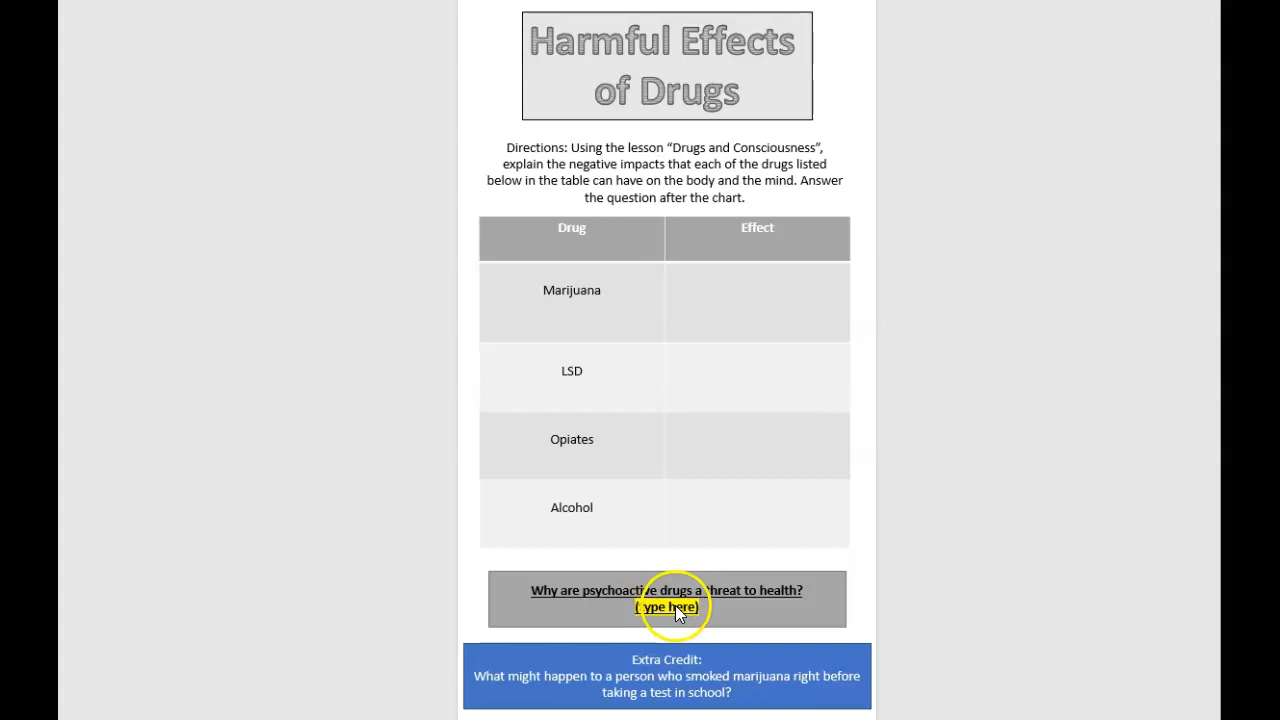 Harmful Effects
of Drugs
Directions: Using the lesson “Drugs and Consciousness”,
explain the negative impacts that each of the drugs listed
below in the table can have on the body and the mind. Answer
the question after the chart.
Drug Effect
Marijuana
LSD
Opiates
Alcohol
Why are psychoactive drugs a threat to health?
(type here)
Extra Credit:
What might happen to a person who smoked marijuana right before
taking a test in school?